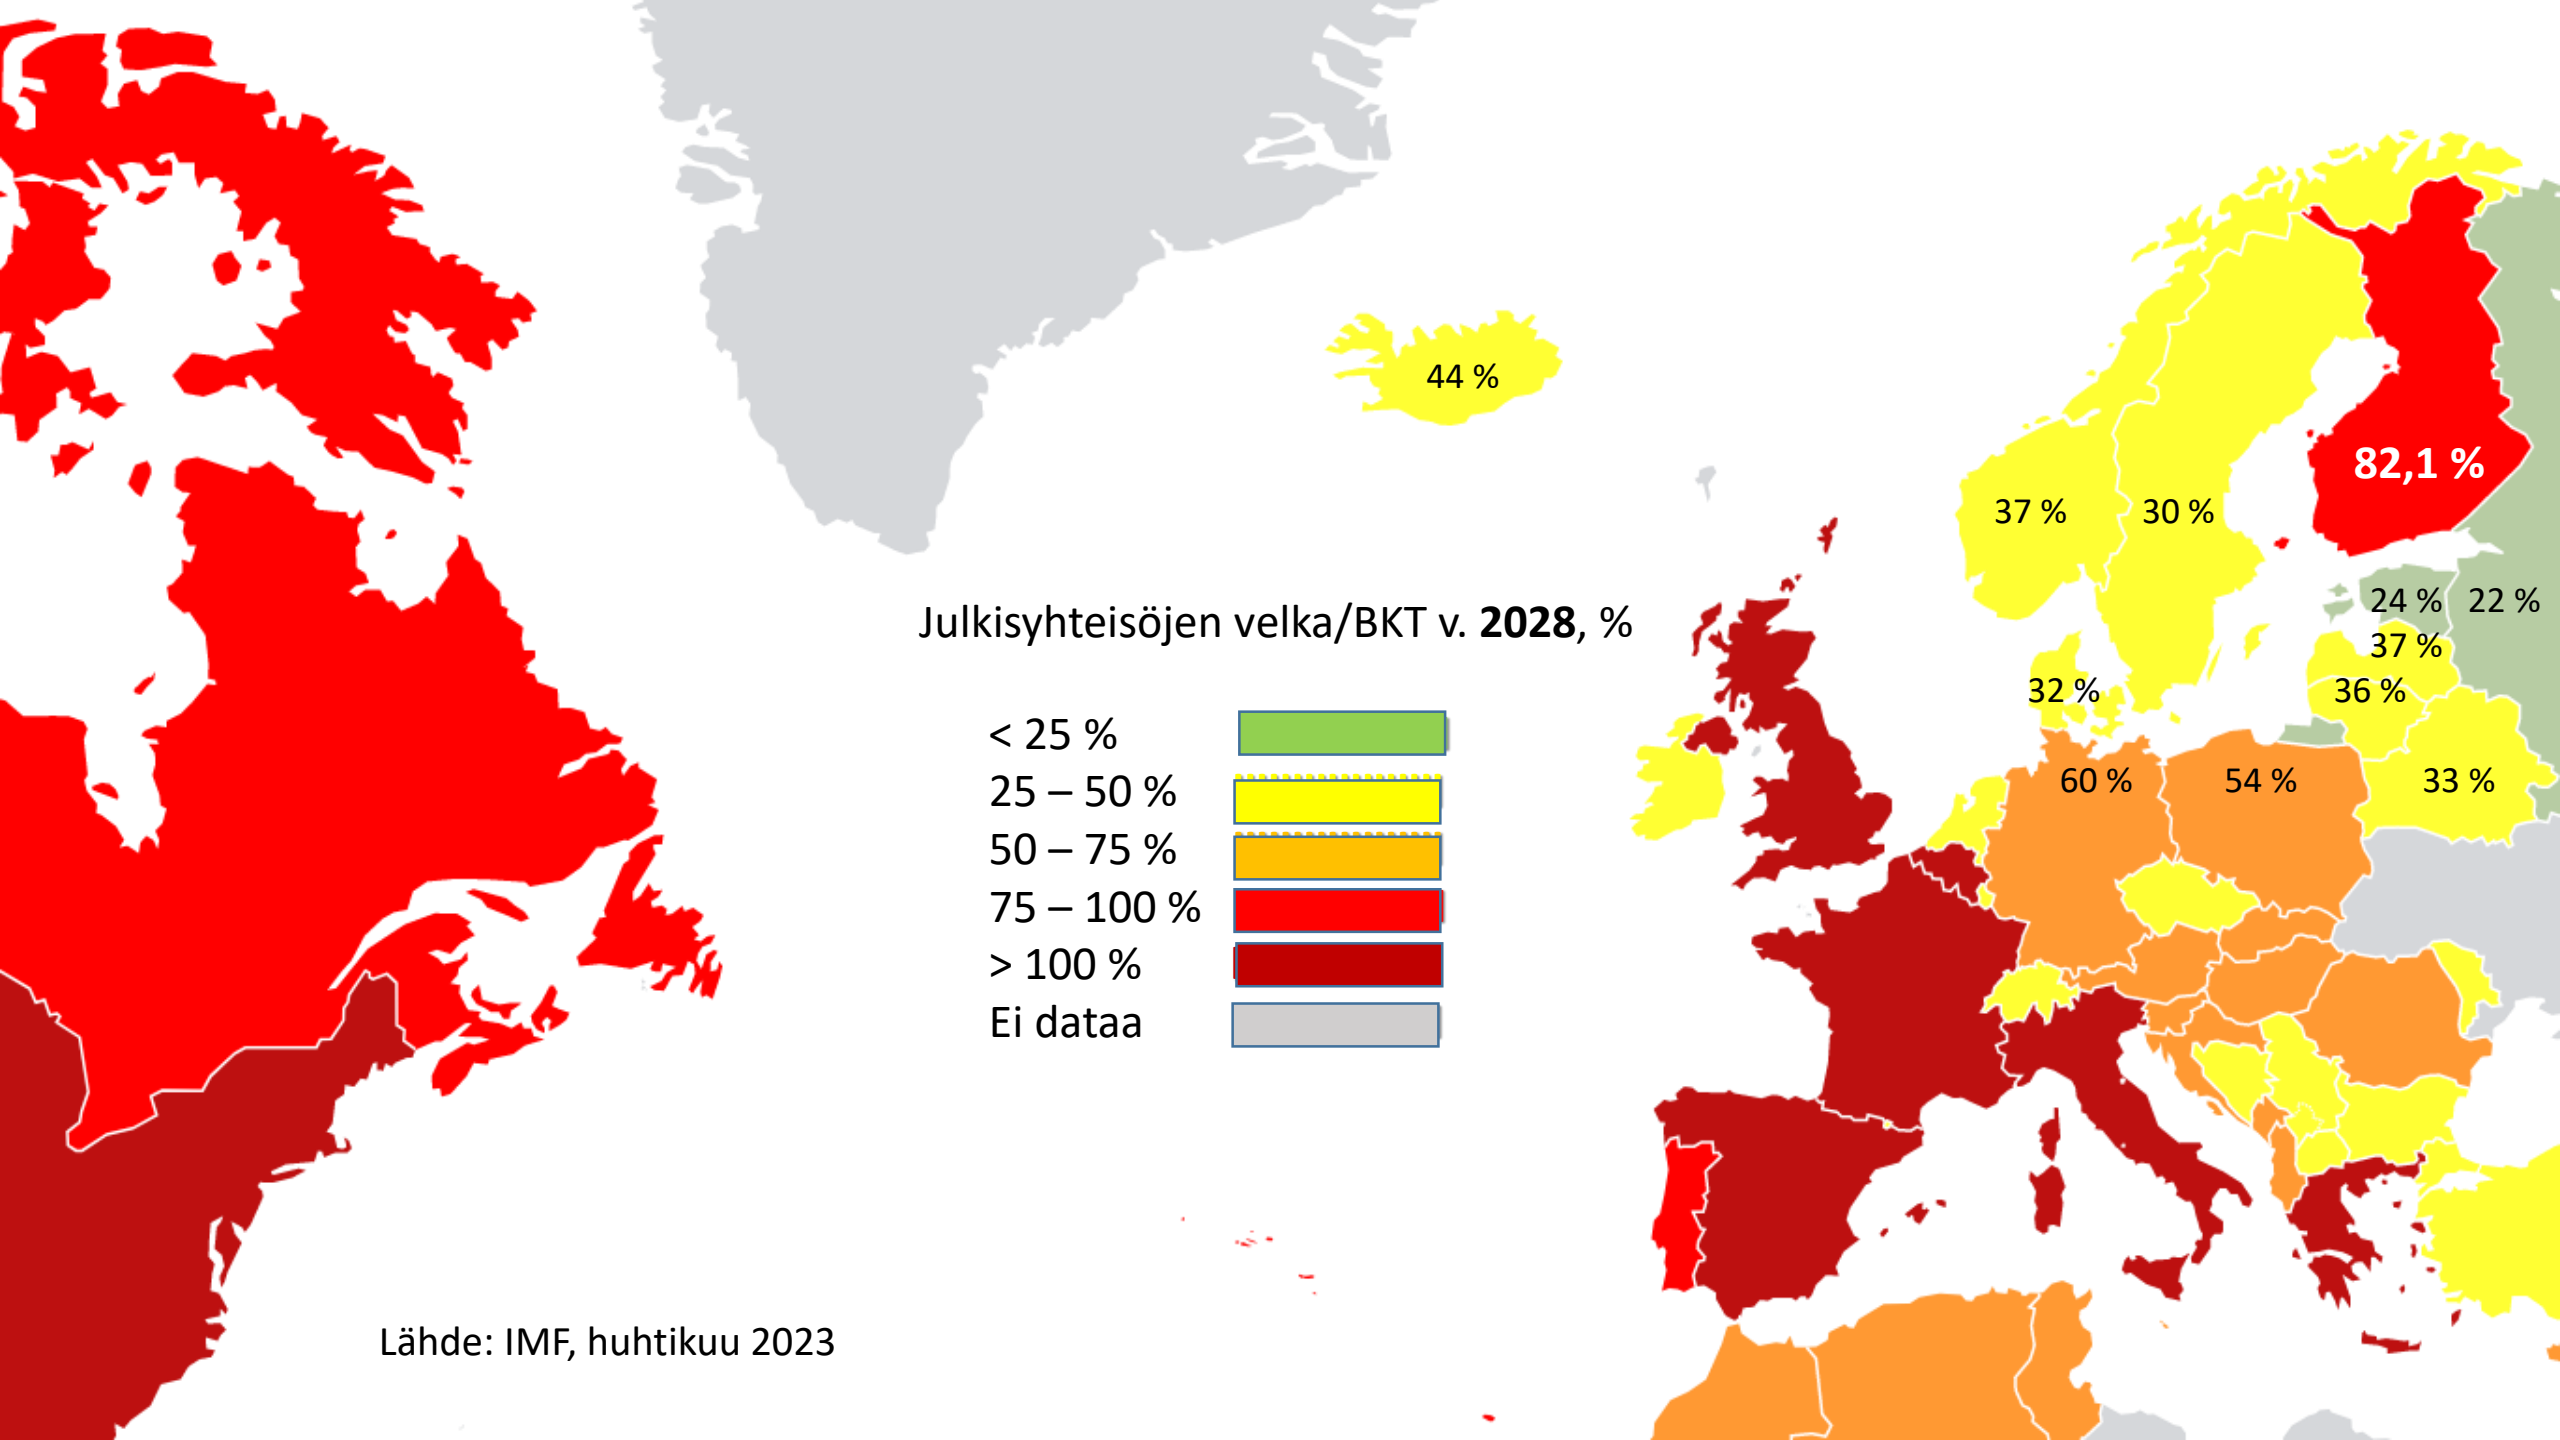 44 %
82,1 %
37 %
30 %
Julkisyhteisöjen velka/BKT v. 2028, %
24 %
22 %
37 %
32 %
36 %
< 25 %
25 – 50 %
50 – 75 %
75 – 100 %
> 100 %
Ei dataa
60 %
54 %
33 %
Lähde: IMF, huhtikuu 2023